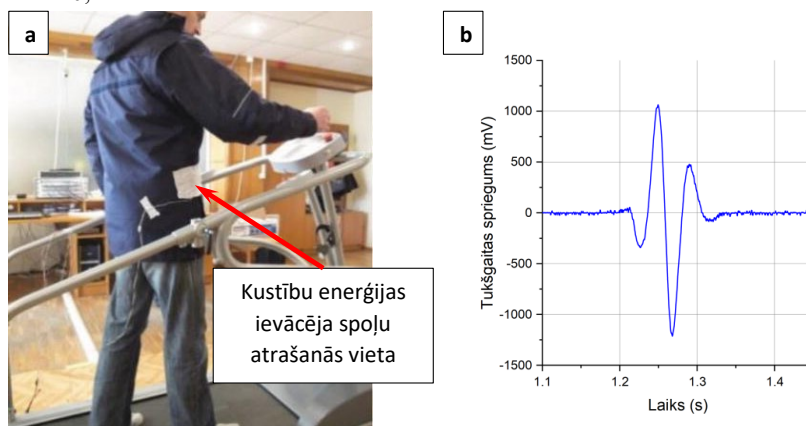 a
Kustību enerģijas
ievācēja spoļu
atrašanās vieta
b
Tukšgaitas spriegums (mV)
1500
1000
500
0
-500
-1000
-1500
1.1
1.2
1.3
1.4
Laiks (s)